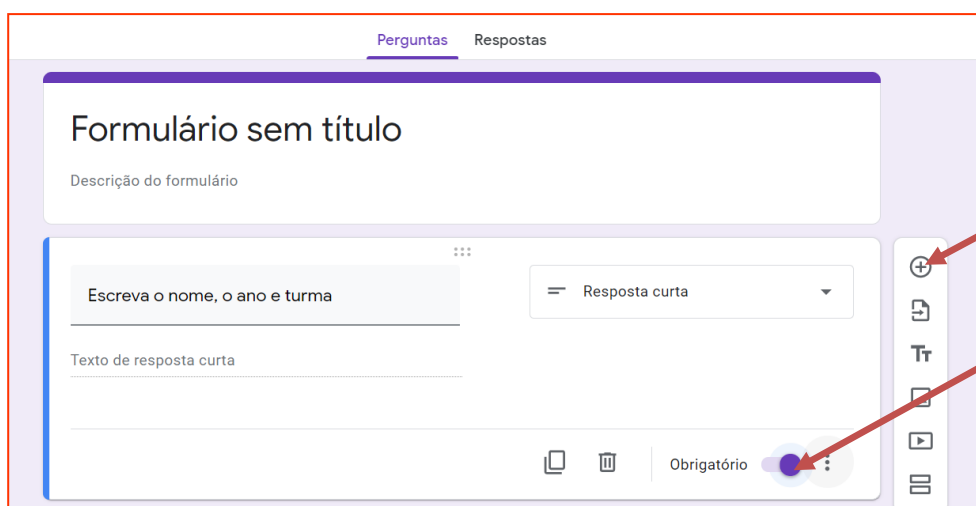 Perguntas Respostas
Formulário sem título
Descrição do formulário
Escreva o nome, o ano e turma
Resposta curta
Texto de resposta curta
Obrigatório